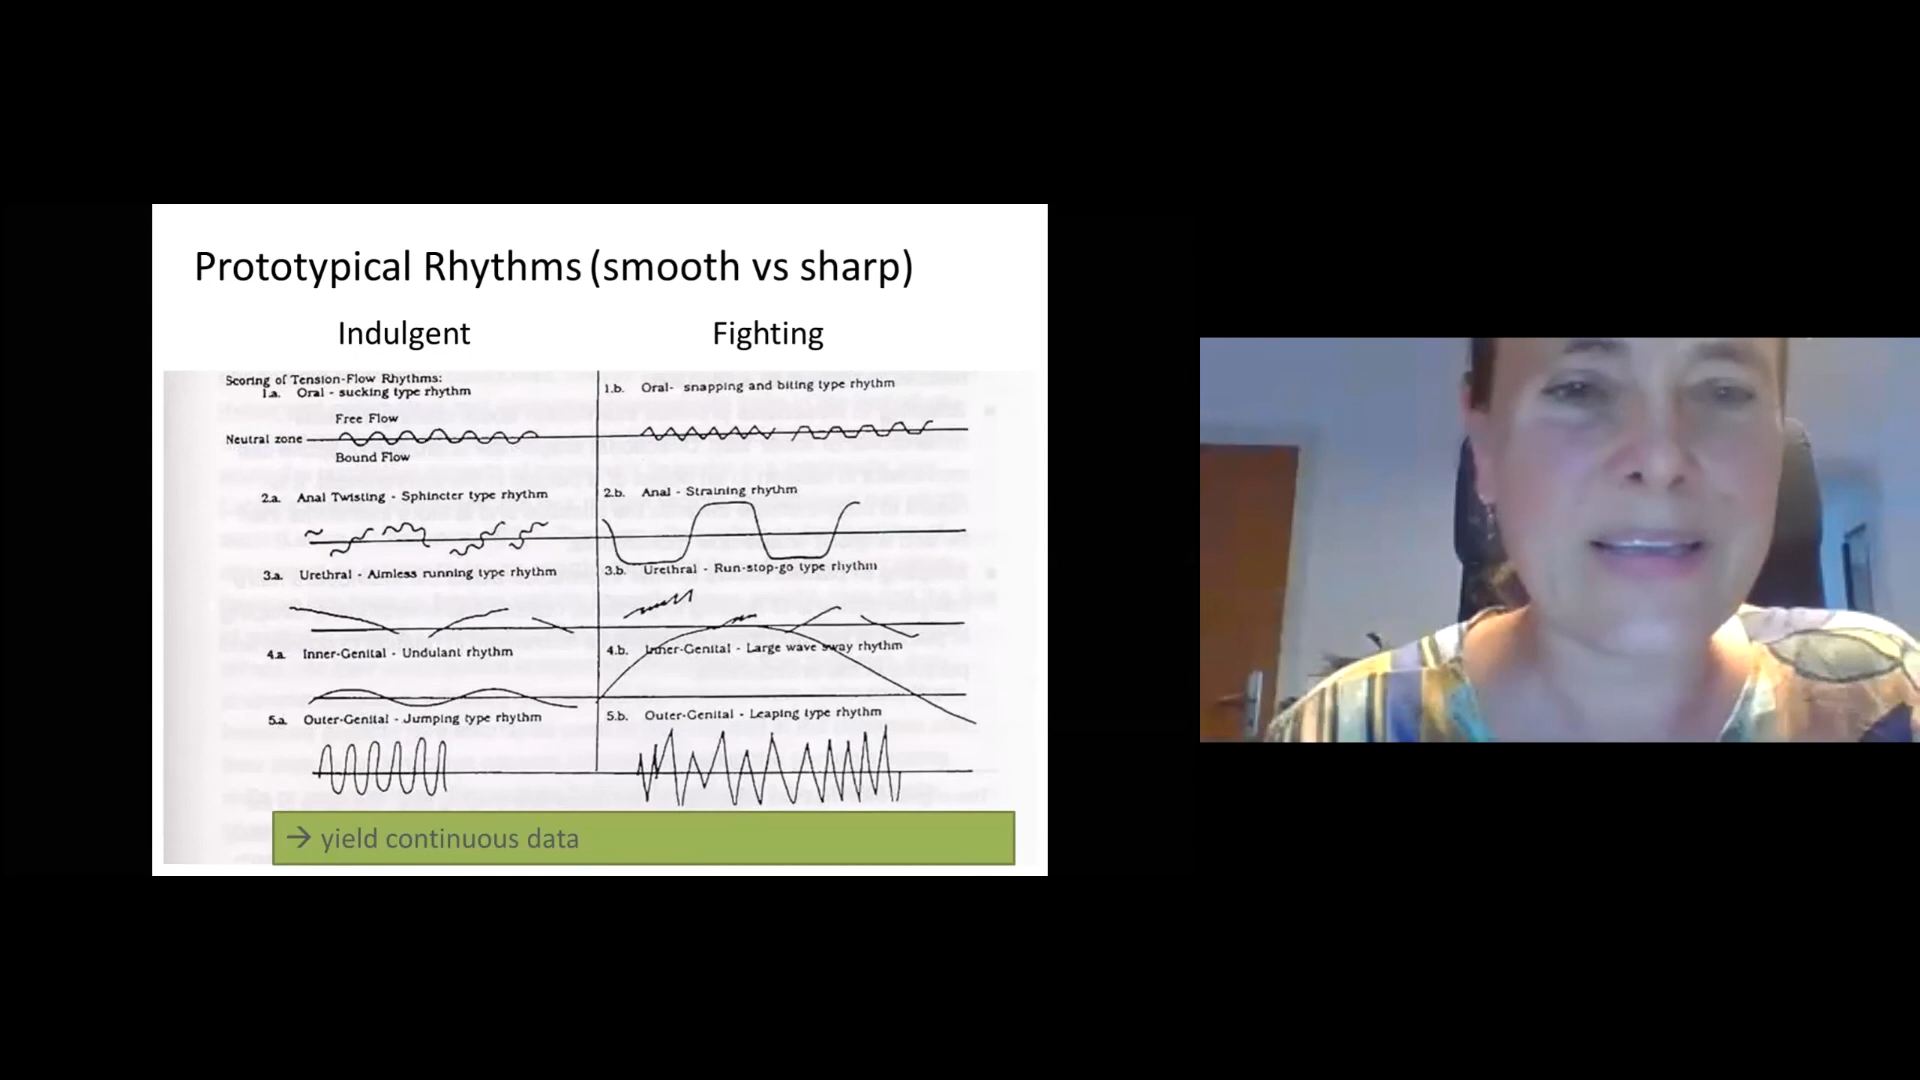 Prototypical Rhythms (smooth vs sharp)
Indulgent
Fighting
Scoring of Tension-Flow Rhythms:
1.a. Oral - sucking type rhythm
Free Flow
Neutral zone
Bound Flow
2.a. Anal Twisting - Sphincter type rhythm
3.a. Urethral - Aimless running type rhythm
4.a Inner-Genital - Undulant rhythm
5.a. Outer-Genital - Jumping type rhythm
1.b. Oral- snapping and biting type rhythm
2.b. Anal - Straining rhythm
3.b. Urethral - Run-stop-go type rhythm
4.b. Inner-Genital - Large wave sway rhythm
5.b. Outer-Genital - Leaping type rhythm
→ yield continuous data